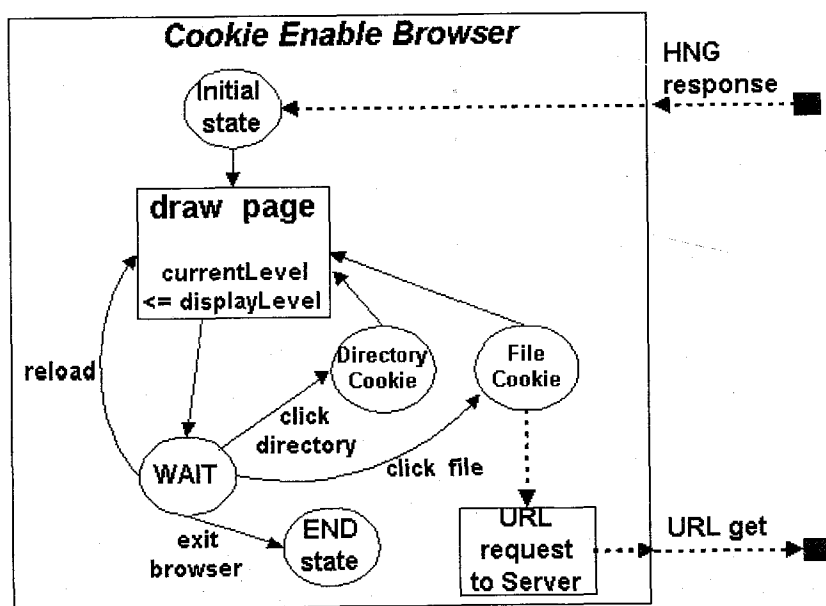 Cookie Enable Browser
HNG
response
Initial
state
draw page
currentLevel
<= displayLevel
reload
Directory
Cookie
File
Cookie
click
directory
click file
WAIT
exit
browser
END
state
URL
request
to Server
URL get